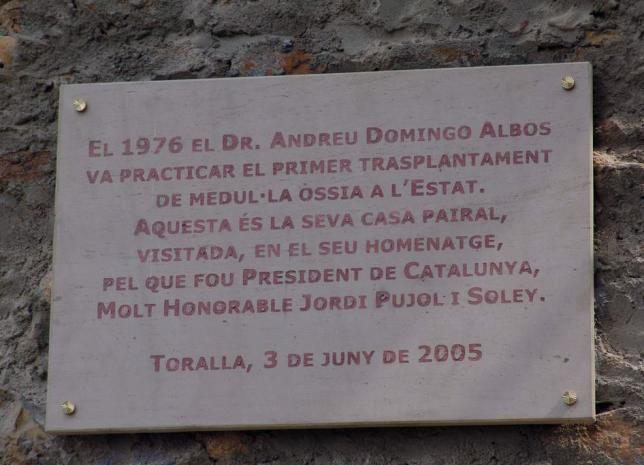 El 1976 el Dr. Andreu Domingo Albos
va practicar el primer trasplantament
de medul·la óssia a l'Estat.
Aquesta és la seva casa pairal,
visitada, en el seu homenatge,
pel que fou President de Catalunya,
Molt Honorable Jordi Pujol i Soley.
Toralla, 3 de juny de 2005